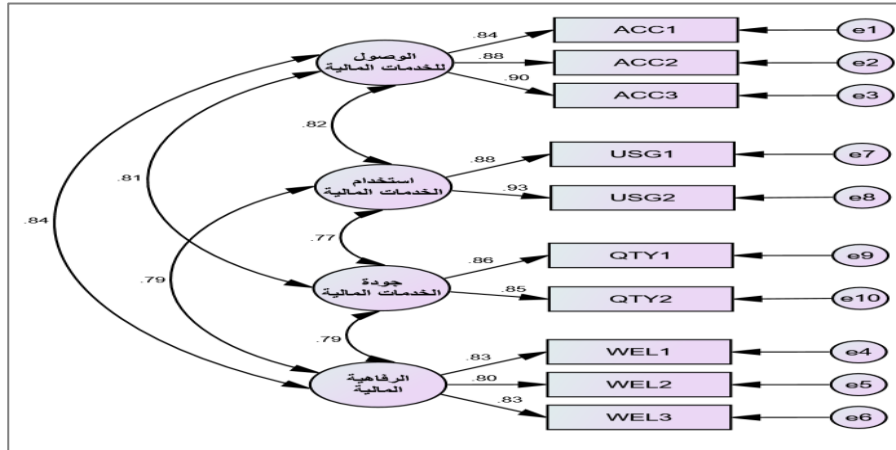 .84
ACC1
e1
الوصول
للخدمات المالية
.88
ACC2
e2
.90
ACC3
e3
.82
.88
USG1
e7
استخدام
الخدمات المالية
.93
USG2
e8
.81
.84
.77
.79
.86
QTY1
e9
جودة
الخدمات المالية
.85
QTY2
e10
.79
.83
WEL1
e4
الرفاهية
المالية
.80
WEL2
e5
.83
WEL3
e6